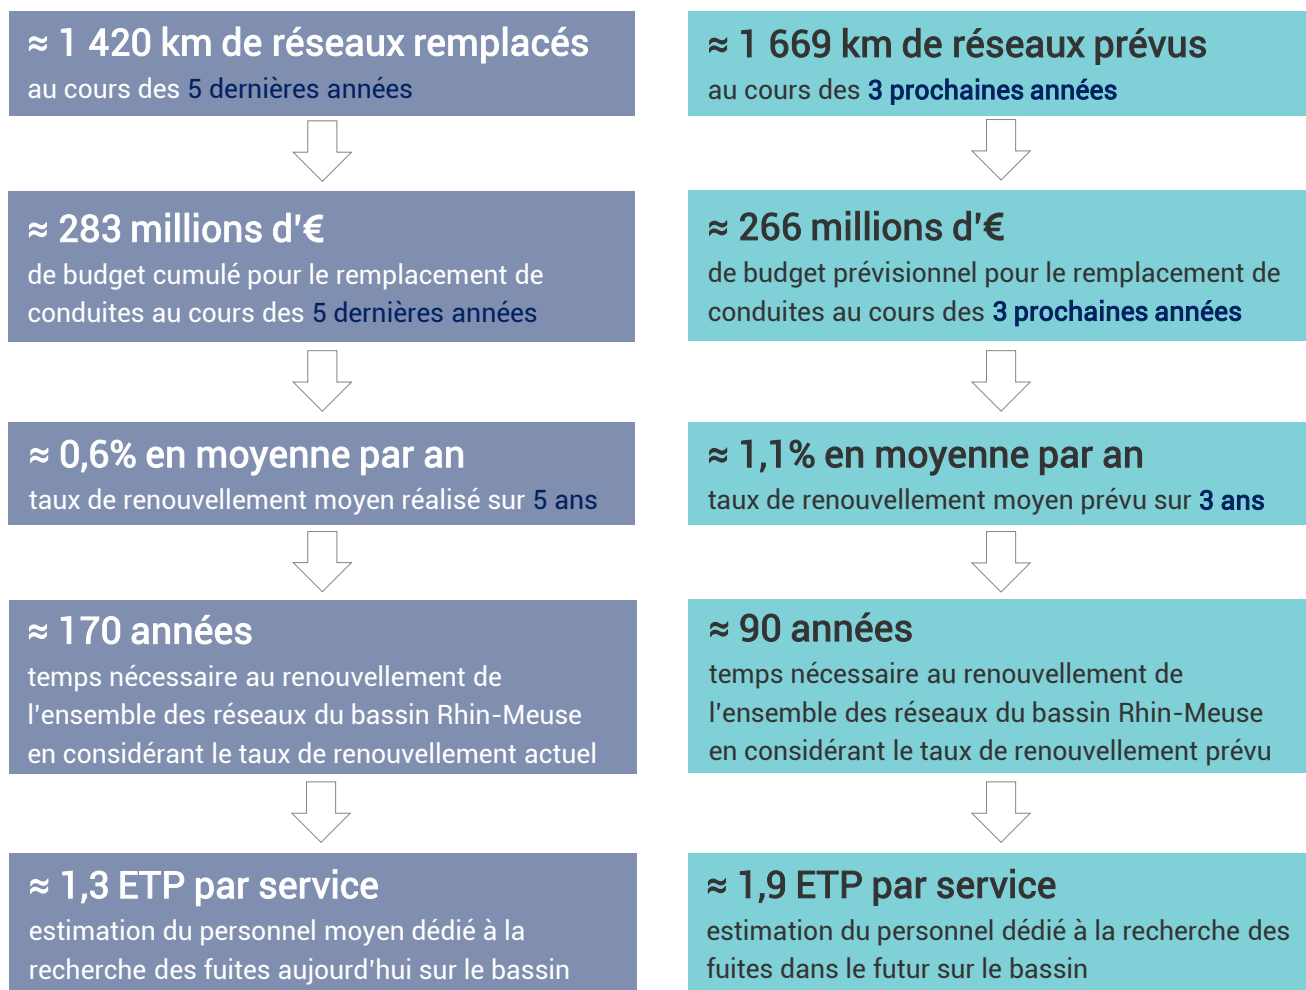 ≈ 1 420 km de réseaux remplacés
au cours des 5 dernières années
≈ 283 millions d'€
de budget cumulé pour le remplacement de
conduites au cours des 5 dernières années
≈ 0,6% en moyenne par an
taux de renouvellement moyen réalisé sur 5 ans
≈ 170 années
temps nécessaire au renouvellement de
l'ensemble des réseaux du bassin Rhin-Meuse
en considérant le taux de renouvellement actuel
≈ 1,3 ETP par service
estimation du personnel moyen dédié à la
recherche des fuites aujourd'hui sur le bassin
≈ 1 669 km de réseaux prévus
au cours des 3 prochaines années
≈ 266 millions d'€
de budget prévisionnel pour le remplacement de
conduites au cours des 3 prochaines années
≈ 1,1% en moyenne par an
taux de renouvellement moyen prévu sur 3 ans
≈ 90 années
temps nécessaire au renouvellement de
l'ensemble des réseaux du bassin Rhin-Meuse
en considérant le taux de renouvellement prévu
≈ 1,9 ETP par service
estimation du personnel dédié à la recherche des
fuites dans le futur sur le bassin